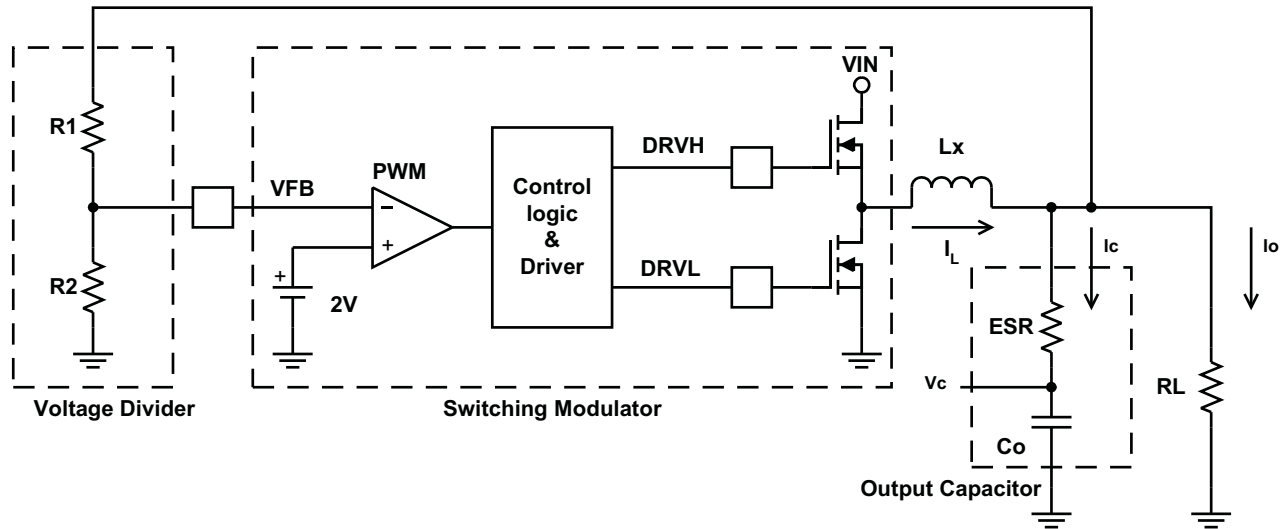 VIN
R1
DRVH
Lx
PWM
VFB
Control
logic
&
Driver
−
+
Ic
Io
IL
DRVL
R2
+
2V
ESR
Vc
RL
Voltage Divider
Switching Modulator
Co
Output Capacitor